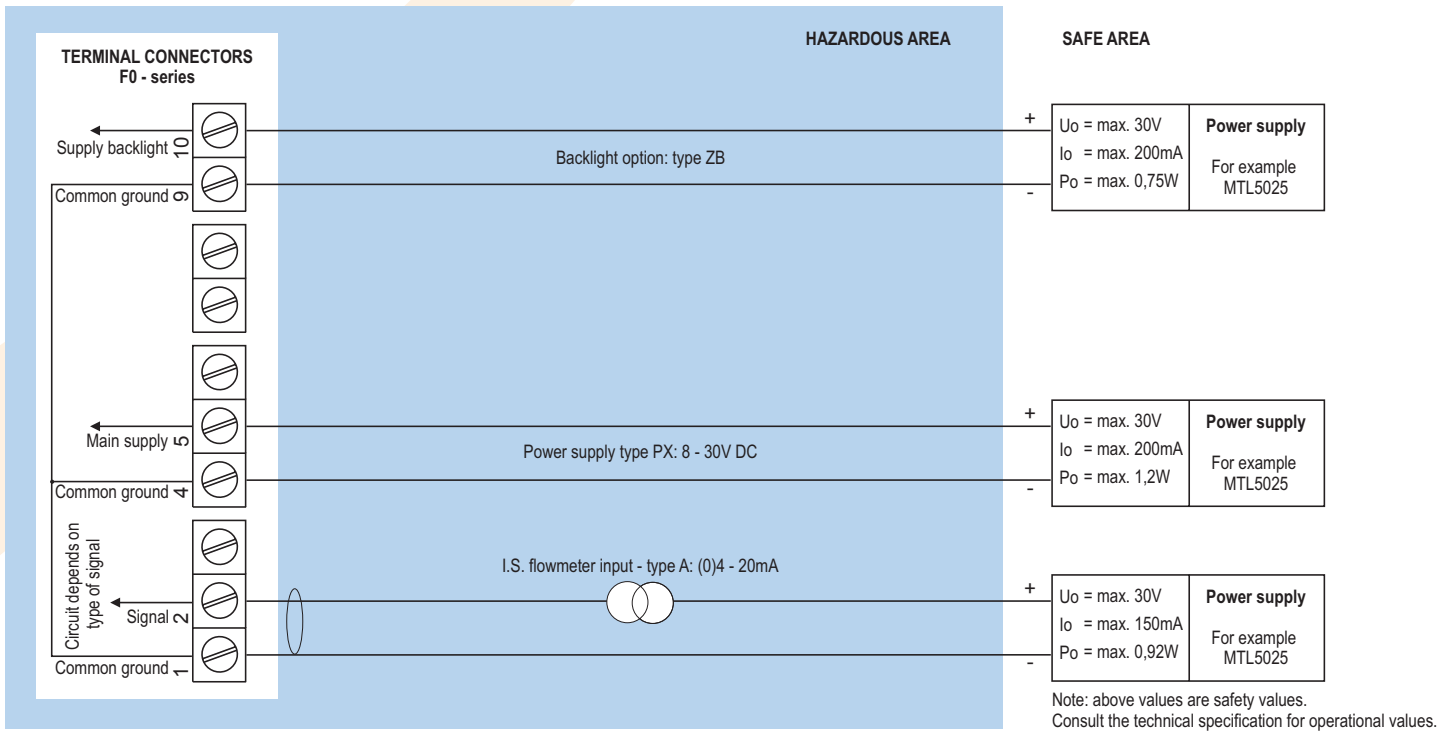 HAZARDOUS AREA
SAFE AREA
TERMINAL CONNECTORS
F0 - series
Supply backlight 10
Common ground 9
Backlight option: type ZB
+
-
Uo = max. 30V
Io = max. 200mA
Po = max. 0,75W
Power supply
For example
MTL5025
Main supply 5
Common ground 4
Power supply type PX: 8 - 30V DC
+
-
Uo = max. 30V
Io = max. 200mA
Po = max. 1,2W
Power supply
For example
MTL5025
Circuit depends on
type of signal
Signal 2
Common ground 1
I.S. flowmeter input - type A: (0)4 - 20mA
+
-
Uo = max. 30V
Io = max. 150mA
Po = max. 0,92W
Power supply
For example
MTL5025
Note: above values are safety values.
Consult the technical specification for operational values.